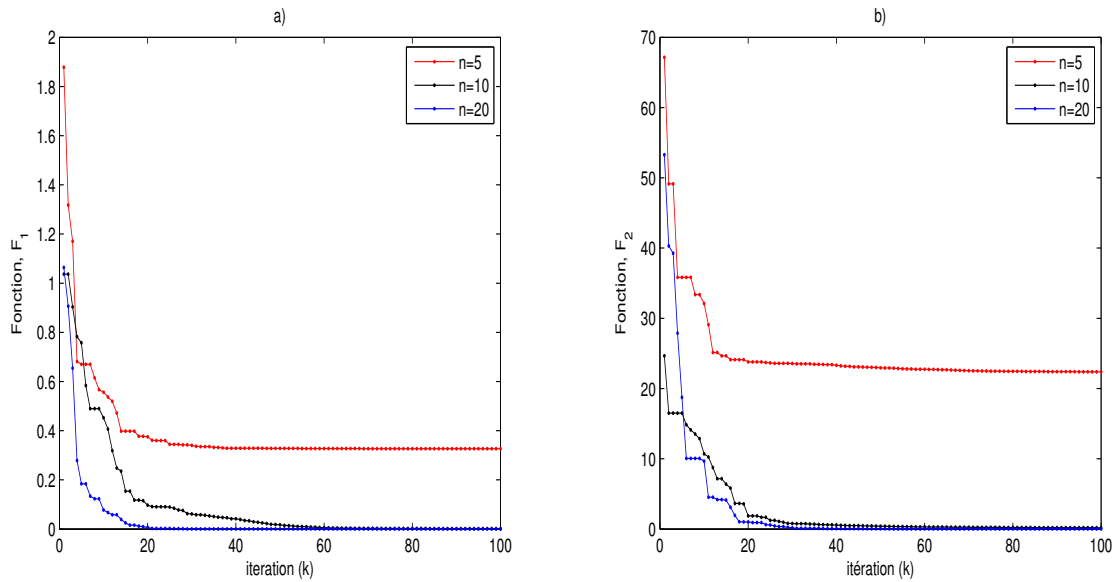 a)
2
1.8
1.6
1.4
1.2
1
0.8
0.6
0.4
0.2
0
Fonction, F_1
0 20 40 60 80 100
iteration (k)
n=5
n=10
n=20
b)
70
60
50
40
30
20
10
0
Fonction, F_2
0 20 40 60 80 100
itération (k)
n=5
n=10
n=20